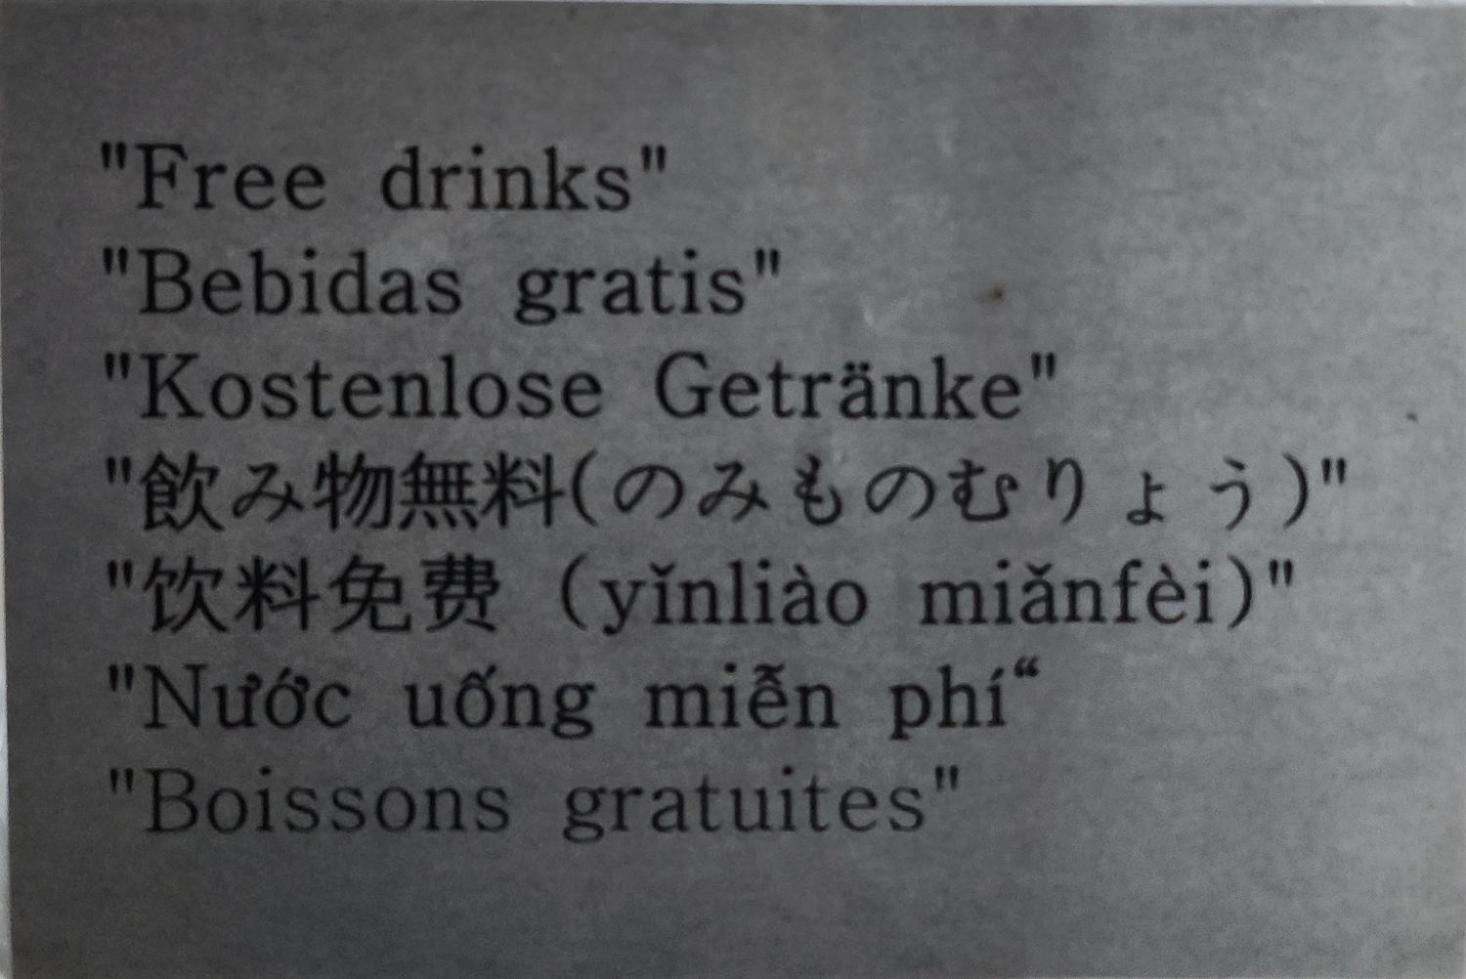 "Free drinks"
"Bebidas gratis"
"Kostenlose Getränke"
"飲み物無料(のみものむりょう)"
"饮料免费 (yǐnliào miǎnfèi)"
"Nước uống miễn phí“
"Boissons gratuites"